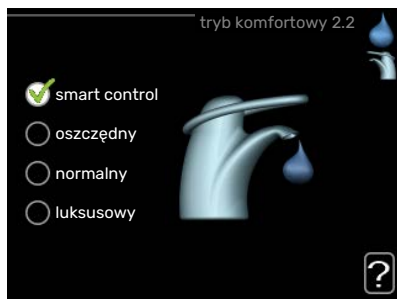 tryb komfortowy 2.2
smart control
oszczędny
normalny
luksusowy
?